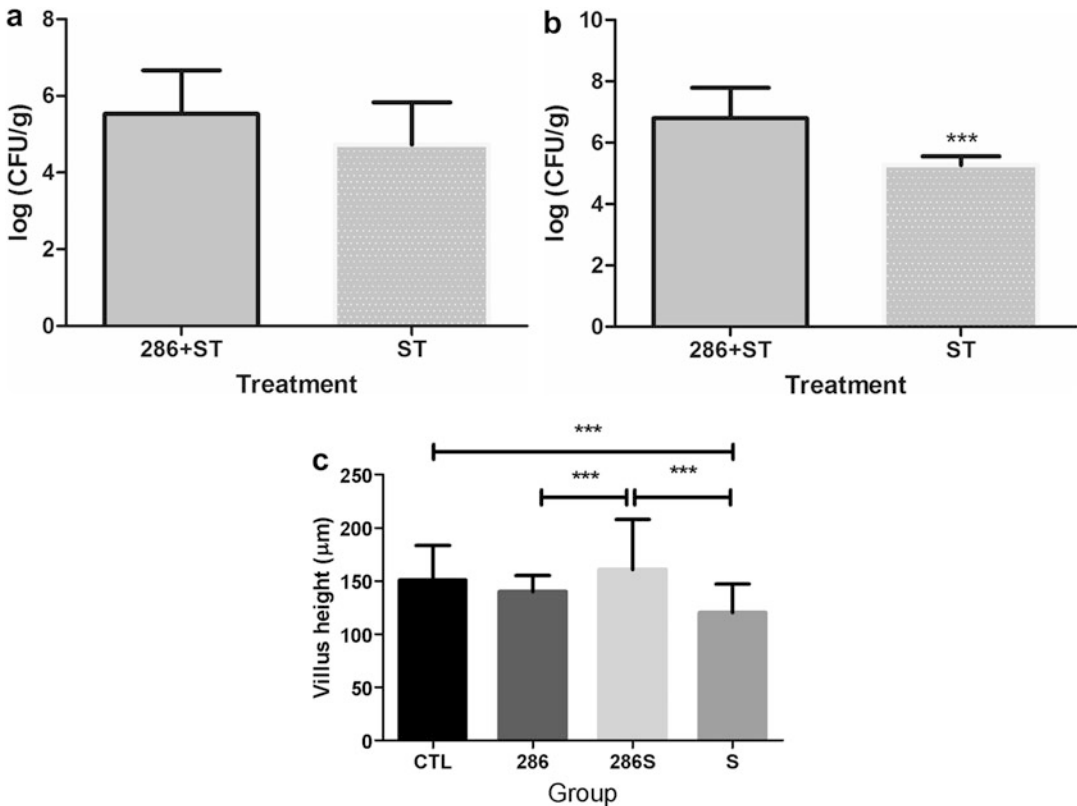 a
8
6
4
2
0
log (CFU/g)
286+ST
ST
Treatment
b
10
8
6
4
2
0
log (CFU/g)
***
286+ST
ST
Treatment
c
***
***
***
250
200
150
100
50
0
Villus height (µm)
CTL
286
286S
S
Group